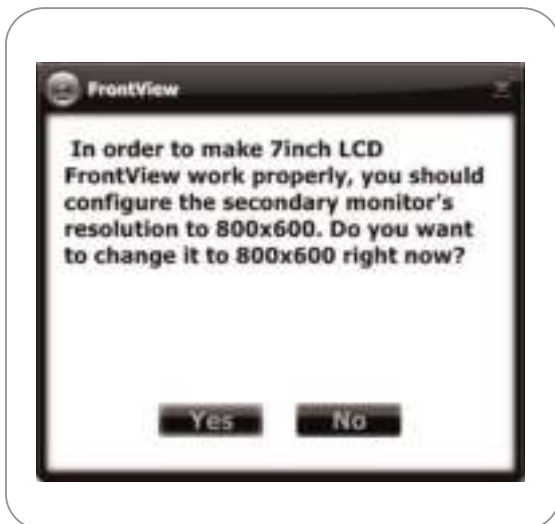 FrontView
In order to make 7inch LCD
FrontView work properly, you should
configure the secondary monitor's
resolution to 800x600. Do you want
to change it to 800x600 right now?
Yes No